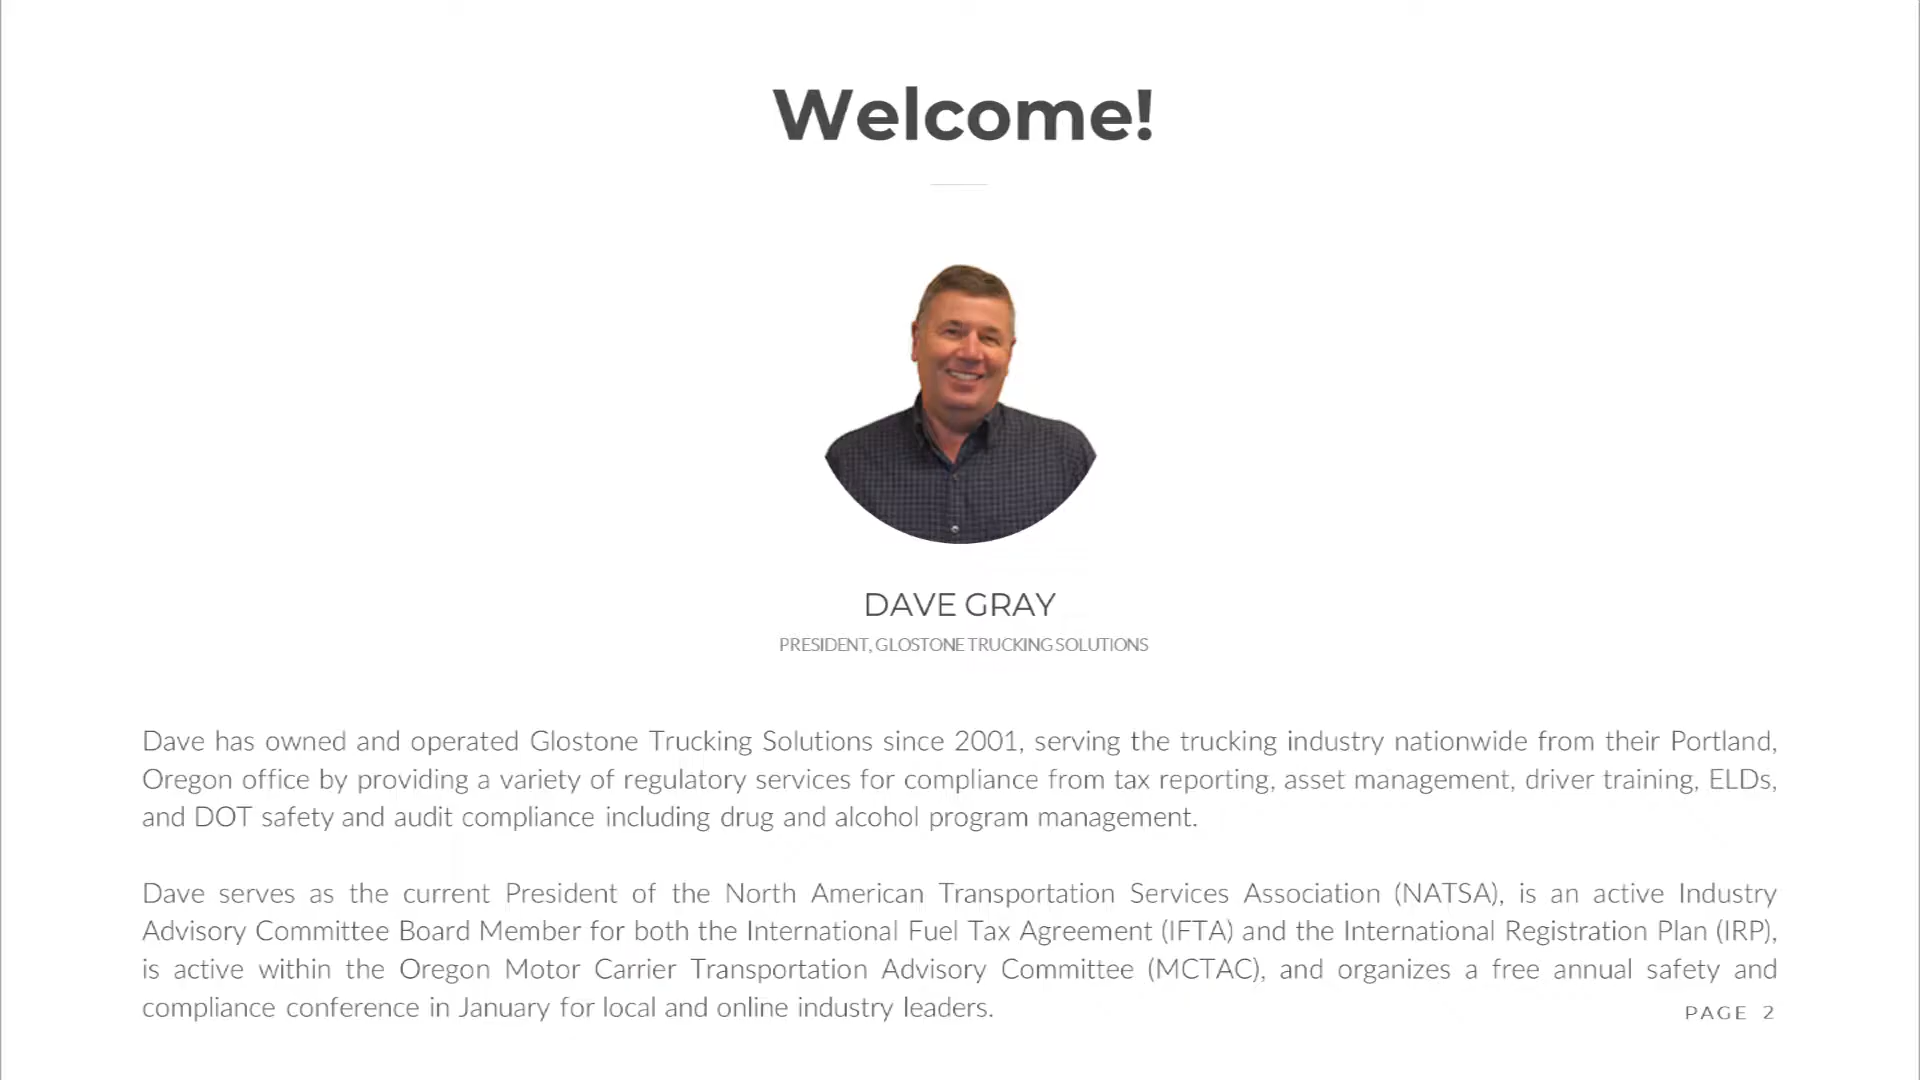 Welcome!
DAVE GRAY
PRESIDENT, GLOSTONE TRUCKING SOLUTIONS
Dave has owned and operated Glostone Trucking Solutions since 2001, serving the trucking industry nationwide from their Portland,
Oregon office by providing a variety of regulatory services for compliance from tax reporting, asset management, driver training, ELDs,
and DOT safety and audit compliance including drug and alcohol program management.
Dave serves as the current President of the North American Transportation Services Association (NATSA), is an active Industry
Advisory Committee Board Member for both the International Fuel Tax Agreement (IFTA) and the International Registration Plan (IRP),
is active within the Oregon Motor Carrier Transportation Advisory Committee (MCTAC), and organizes a free annual safety and
compliance conference in January for local and online industry leaders.
PAGE 2